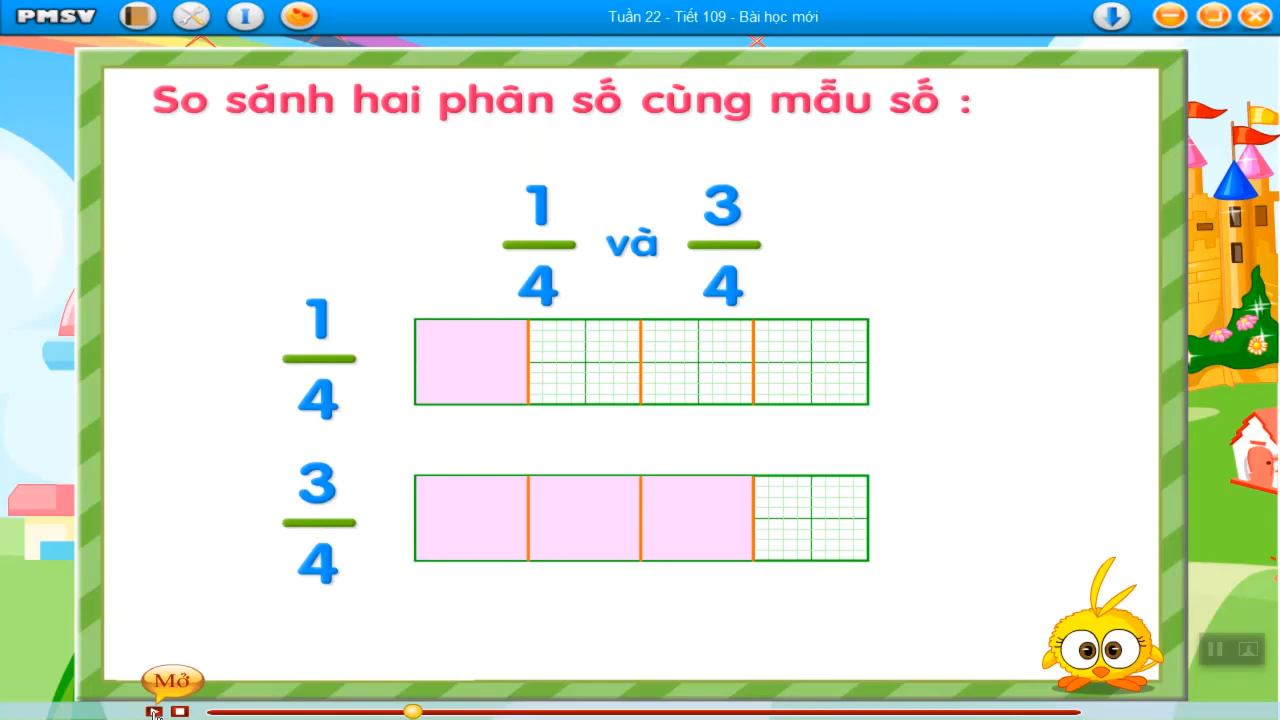 PMSV
Tuần 22 - Tiết 109 - Bài học mới
So sánh hai phân số cùng mẫu số :
1
4
và
3
4
1
4
3
4
Mở